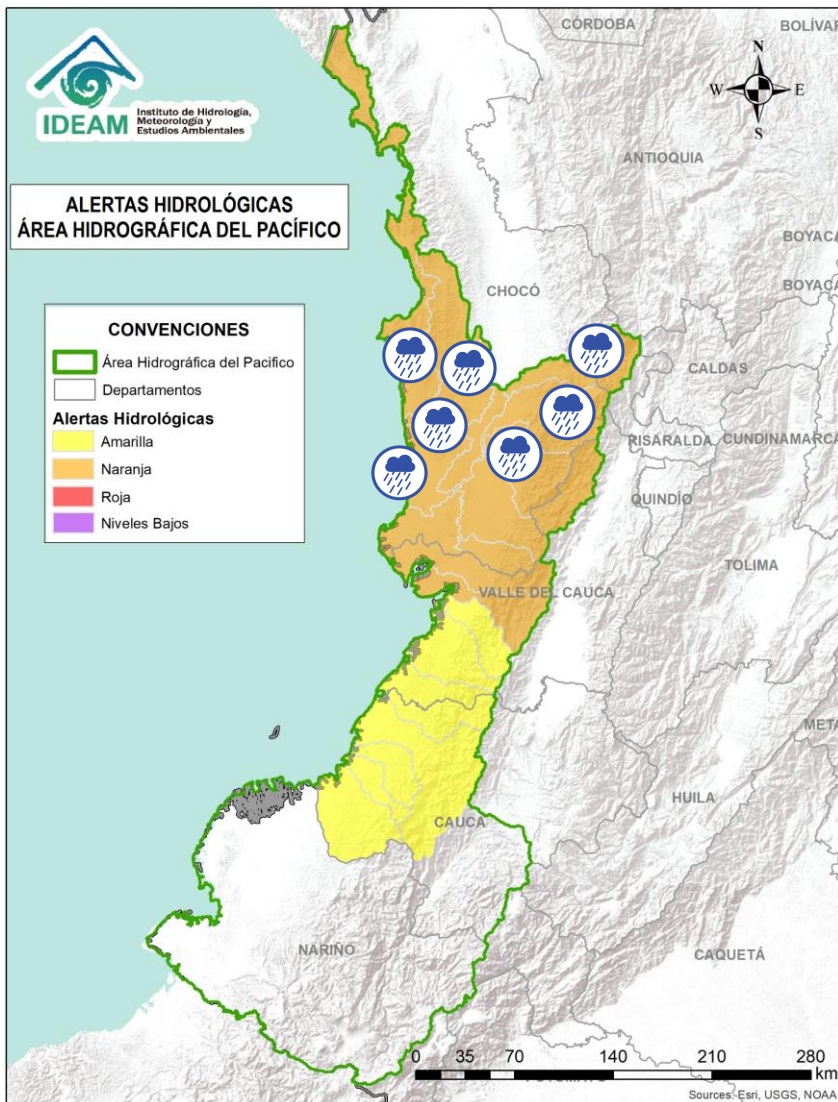 CÓRDOBA
BOLÍVAR
IDEAM
Instituto de Hidrología,
Meteorología y
Estudios Ambientales
N
W E
S
ANTIOQUIA
ALERTAS HIDROLÓGICAS
ÁREA HIDROGRÁFICA DEL PACÍFICO
BOYACÁ
BOYACÁ
CHOCÓ
CONVENCIONES
Área Hidrográfica del Pacifico
Departamentos
Alertas Hidrológicas
Amarilla
Naranja
Roja
Niveles Bajos
CALDAS
RISARALDA
CUNDINAMARCA
QUINDÍO
TOLIMA
VALLE DEL CAUCA
META
HUILA
CAUCA
NARIÑO
CAQUETÁ
0 35 70 140 210 280
km
Sources: Esri, USGS, NOAA